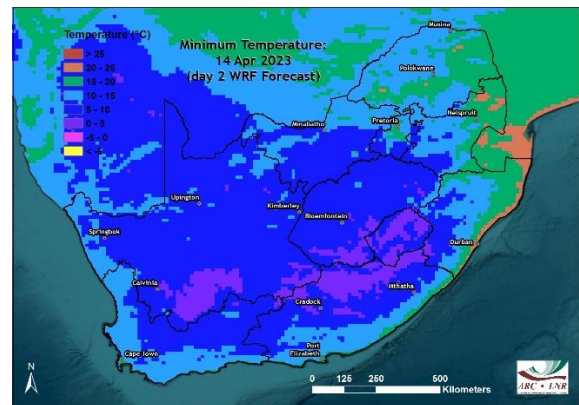 Temperature (°C)
> 25
20 - 25
15 - 20
10 - 15
5 - 10
0 - 5
-5 - 0
< -5
Minimum Temperature:
14 Apr 2023
(day 2 WRF Forecast)
Musina
Polokwane
Nelspruit
Pretoria
Mmabatho
Upington
Kimberley
Bloemfontein
Springbok
Durban
Calvinia
Mthatha
Cradock
Cape Town
Port
Elizabeth
N
0 125 250 500
Kilometers
ARC • LNR